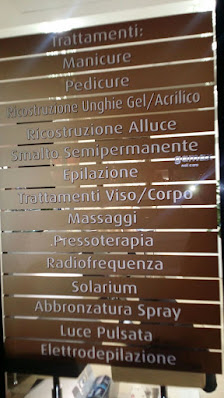 Trattamenti:
Manicure
Pedicure
Ricostruzione Unghie Gel/Acrilico
Ricostruzione Alluce
Smalto Semipermanente
Epilazione
Trattamenti Viso/Corpo
Massaggi
Pressoterapia
Radiofrequenza
Solarium
Abbronzatura Spray
Luce Pulsata
Elettrodepilazione